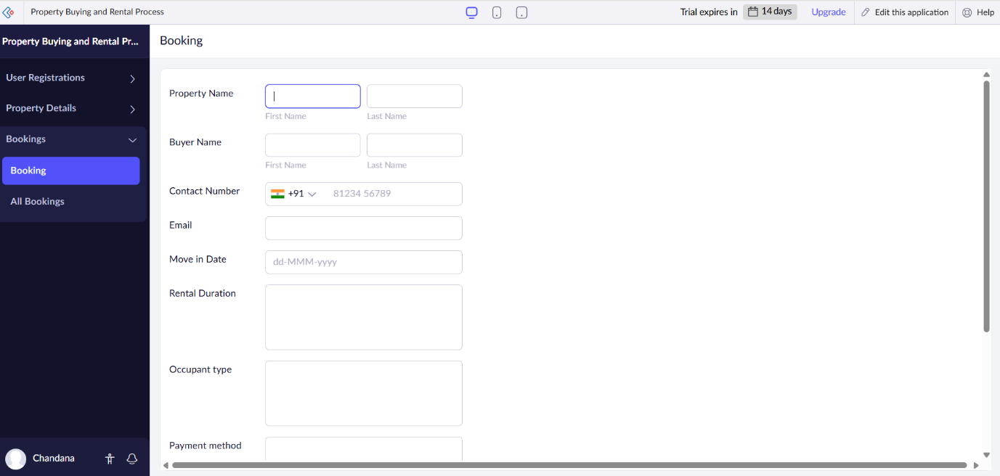 Property Buying and Rental Process
Trial expires in 14 days Upgrade Edit this application Help
Property Buying and Rental Pr...
User Registrations
Property Details
Bookings
Booking
All Bookings
Chandana
Booking
Property Name
First Name Last Name
Buyer Name
First Name Last Name
Contact Number +91 81234 56789
Email
Move in Date dd-MMM-yyyy
Rental Duration
Occupant type
Payment method